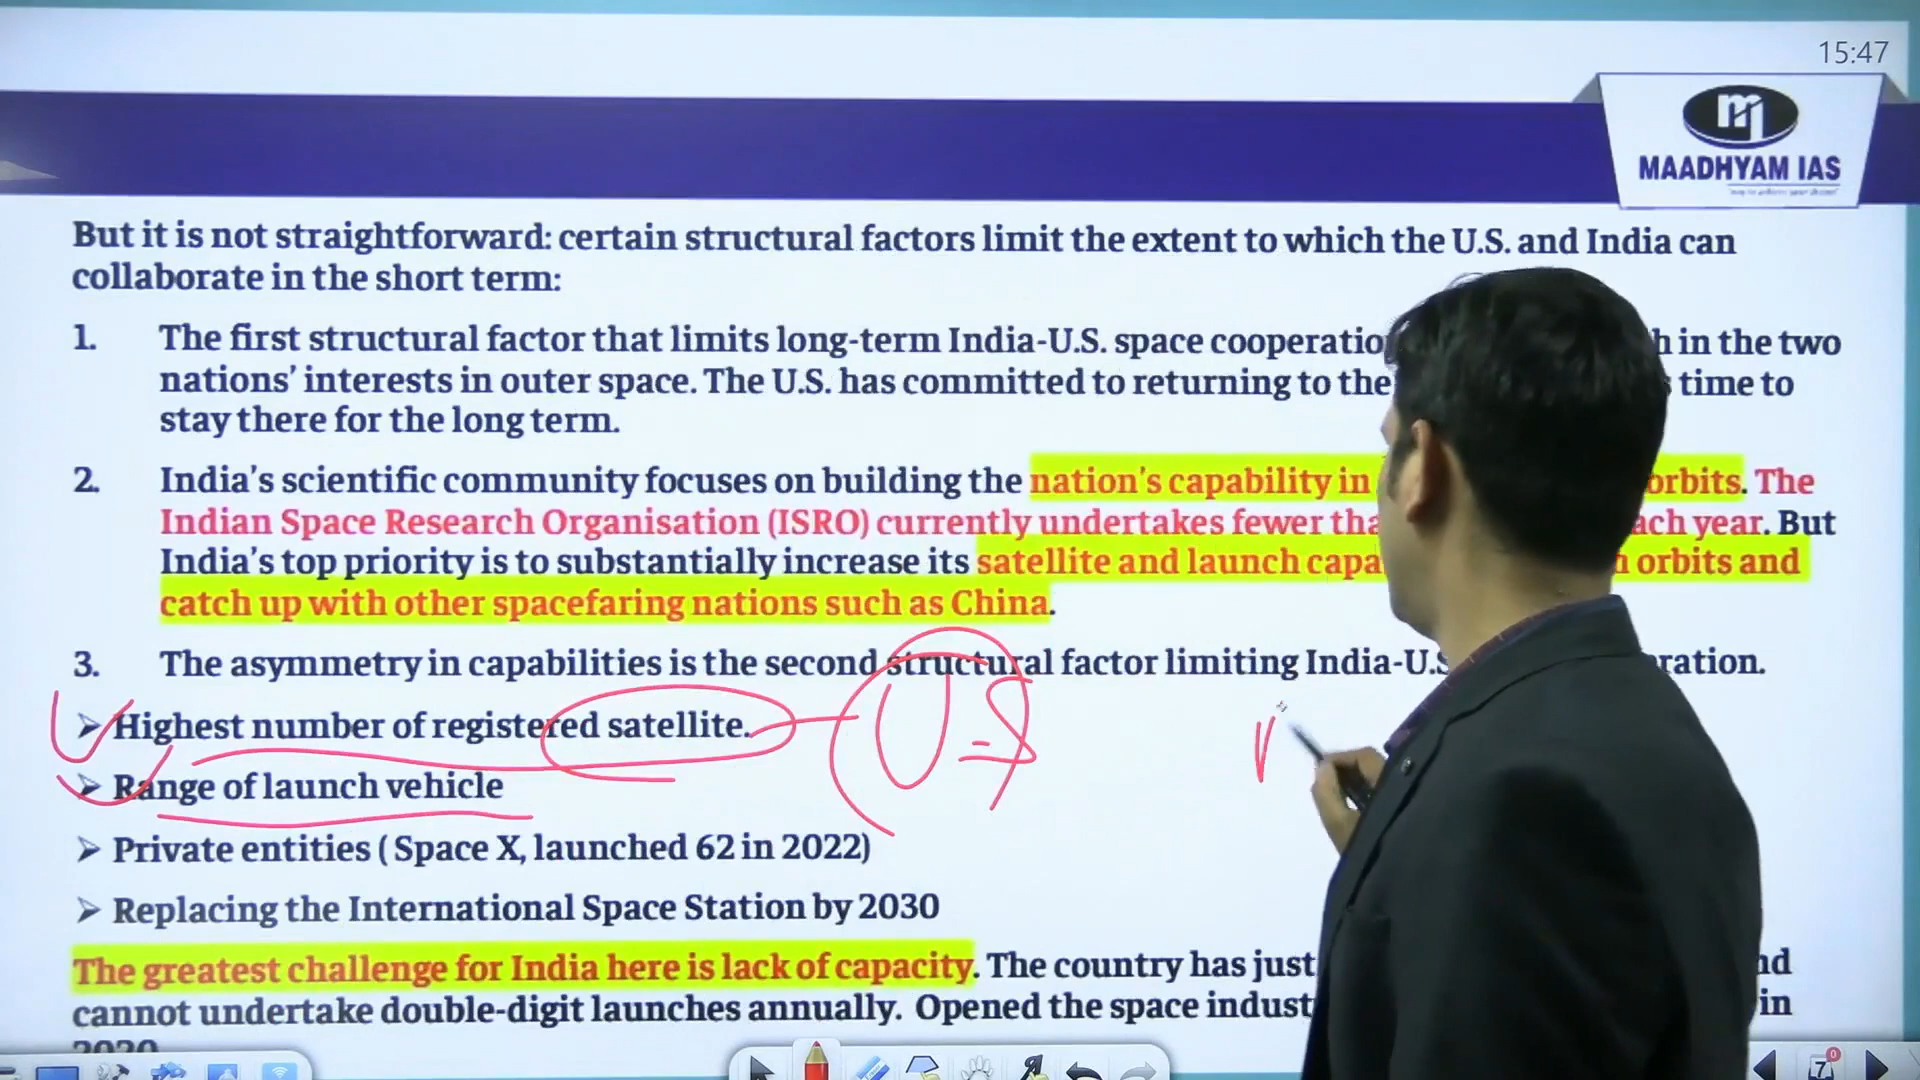 15:47
MAADHYAM IAS
But it is not straightforward: certain structural factors limit the extent to which the U.S. and India can
collaborate in the short term:
1. The first structural factor that limits long-term India-U.S. space in the two
nations' interests in outer space. The U.S. has committed to returning to the time to
stay there for the long term.
2. India's scientific community focuses on building the nation's capability in orbits. The
Indian Space Research Organisation (ISRO) currently undertakes fewer year. But
India's top priority is to substantially increase its satellite and launch orbits and
catch up with other spacefaring nations such as China.
3. The asymmetry in capabilities is the second structural factor limiting
➢ Highest number of registered satellite. U.S
➢ Range of launch vehicle
➢ Private entities ( Space X, launched 62 in 2022)
➢ Replacing the International Space Station by 2030
The greatest challenge for India here is lack of capacity. The country has just
cannot undertake double-digit launches annually. Opened the space in
2020
7
0